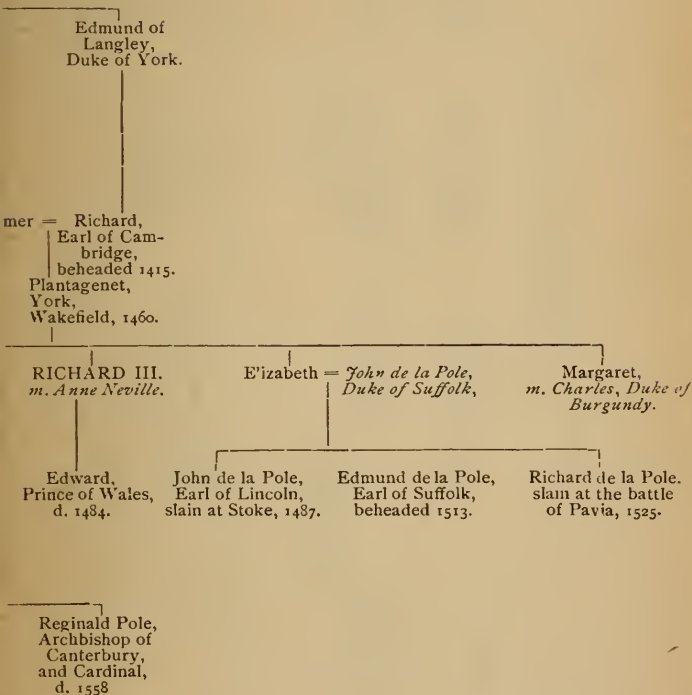 Edmund of
Langley,
Duke of York.
mer = Richard,
Earl of Cam-
bridge,
beheaded 1415.
Plantagenet,
York,
Wakefield, 1460.
RICHARD III.
m. Anne Neville.
E'izabeth = John de la Pole,
Duke of Suffolk,
Margaret,
m. Charles, Duke of
Burgundy.
Edward,
Prince of Wales,
d. 1484.
John de la Pole,
Earl of Lincoln,
slain at Stoke, 1487.
Edmund de la Pole,
Earl of Suffolk,
beheaded 1513.
Richard de la Pole.
slain at the battle
of Pavia, 1525.
Reginald Pole,
Archbishop of
Canterbury,
and Cardinal,
d. 1558